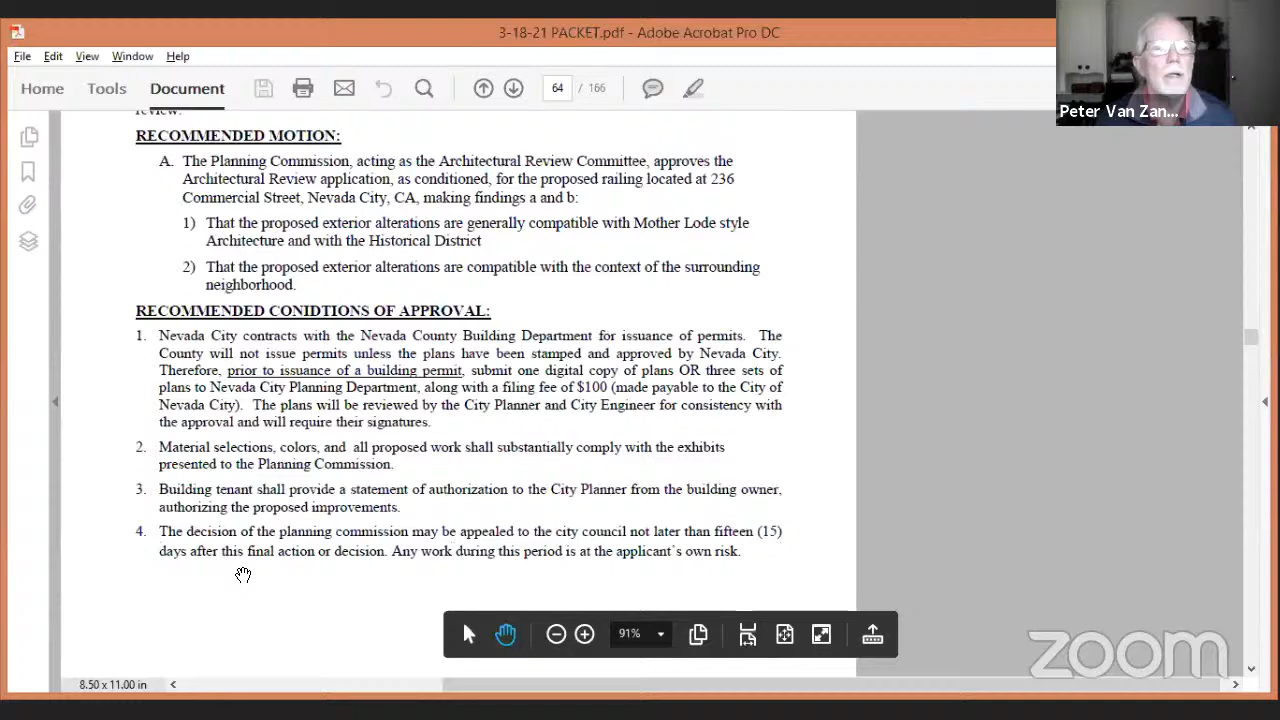 3-18-21 PACKET.pdf - Adobe Acrobat Pro DC
File Edit View Window Help
Home Tools Document 64 / 166
Peter Van Zan...
review.
RECOMMENDED MOTION:
A. The Planning Commission, acting as the Architectural Review Committee, approves the
Architectural Review application, as conditioned, for the proposed railing located at 236
Commercial Street, Nevada City, CA, making findings a and b:
1) That the proposed exterior alterations are generally compatible with Mother Lode style
Architecture and with the Historical District
2) That the proposed exterior alterations are compatible with the context of the surrounding
neighborhood.
RECOMMENDED CONIDTIONS OF APPROVAL:
1. Nevada City contracts with the Nevada County Building Department for issuance of permits. The
County will not issue permits unless the plans have been stamped and approved by Nevada City.
Therefore, prior to issuance of a building permit, submit one digital copy of plans OR three sets of
plans to Nevada City Planning Department, along with a filing fee of $100 (made payable to the City of
Nevada City). The plans will be reviewed by the City Planner and City Engineer for consistency with
the approval and will require their signatures.
2. Material selections, colors, and all proposed work shall substantially comply with the exhibits
presented to the Planning Commission.
3. Building tenant shall provide a statement of authorization to the City Planner from the building owner,
authorizing the proposed improvements.
4. The decision of the planning commission may be appealed to the city council not later than fifteen (15)
days after this final action or decision. Any work during this period is at the applicant`s own risk.
91%
zoom
8.50 x 11.00 in